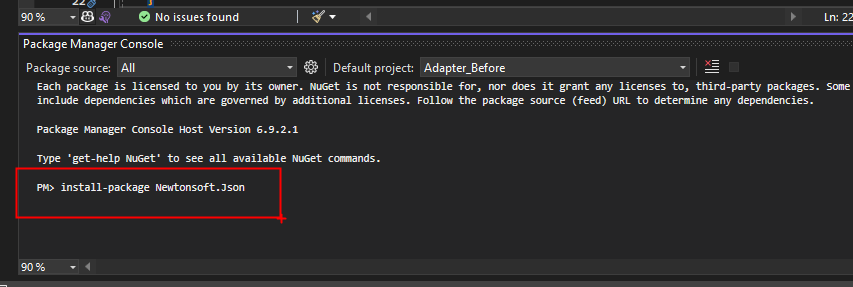 22
90 %
No issues found
Ln: 22
Package Manager Console
Package source: All
Default project: Adapter_Before
Each package is licensed to you by its owner. NuGet is not responsible for, nor does it grant any licenses to, third-party packages. Some
include dependencies which are governed by additional licenses. Follow the package source (feed) URL to determine any dependencies.
Package Manager Console Host Version 6.9.2.1
Type 'get-help NuGet' to see all available NuGet commands.
PM> install-package Newtonsoft.Json
90 %